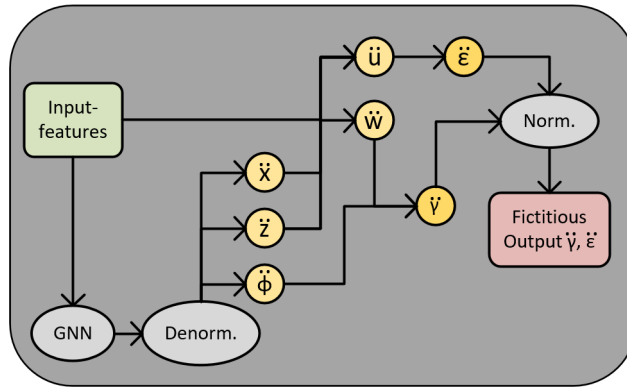 ü
ε̈
Input-
features
ẅ
Norm.
ẍ
z̈
γ̈
Fictitious
Output γ̈, ε̈
ϕ̈
GNN
Denorm.